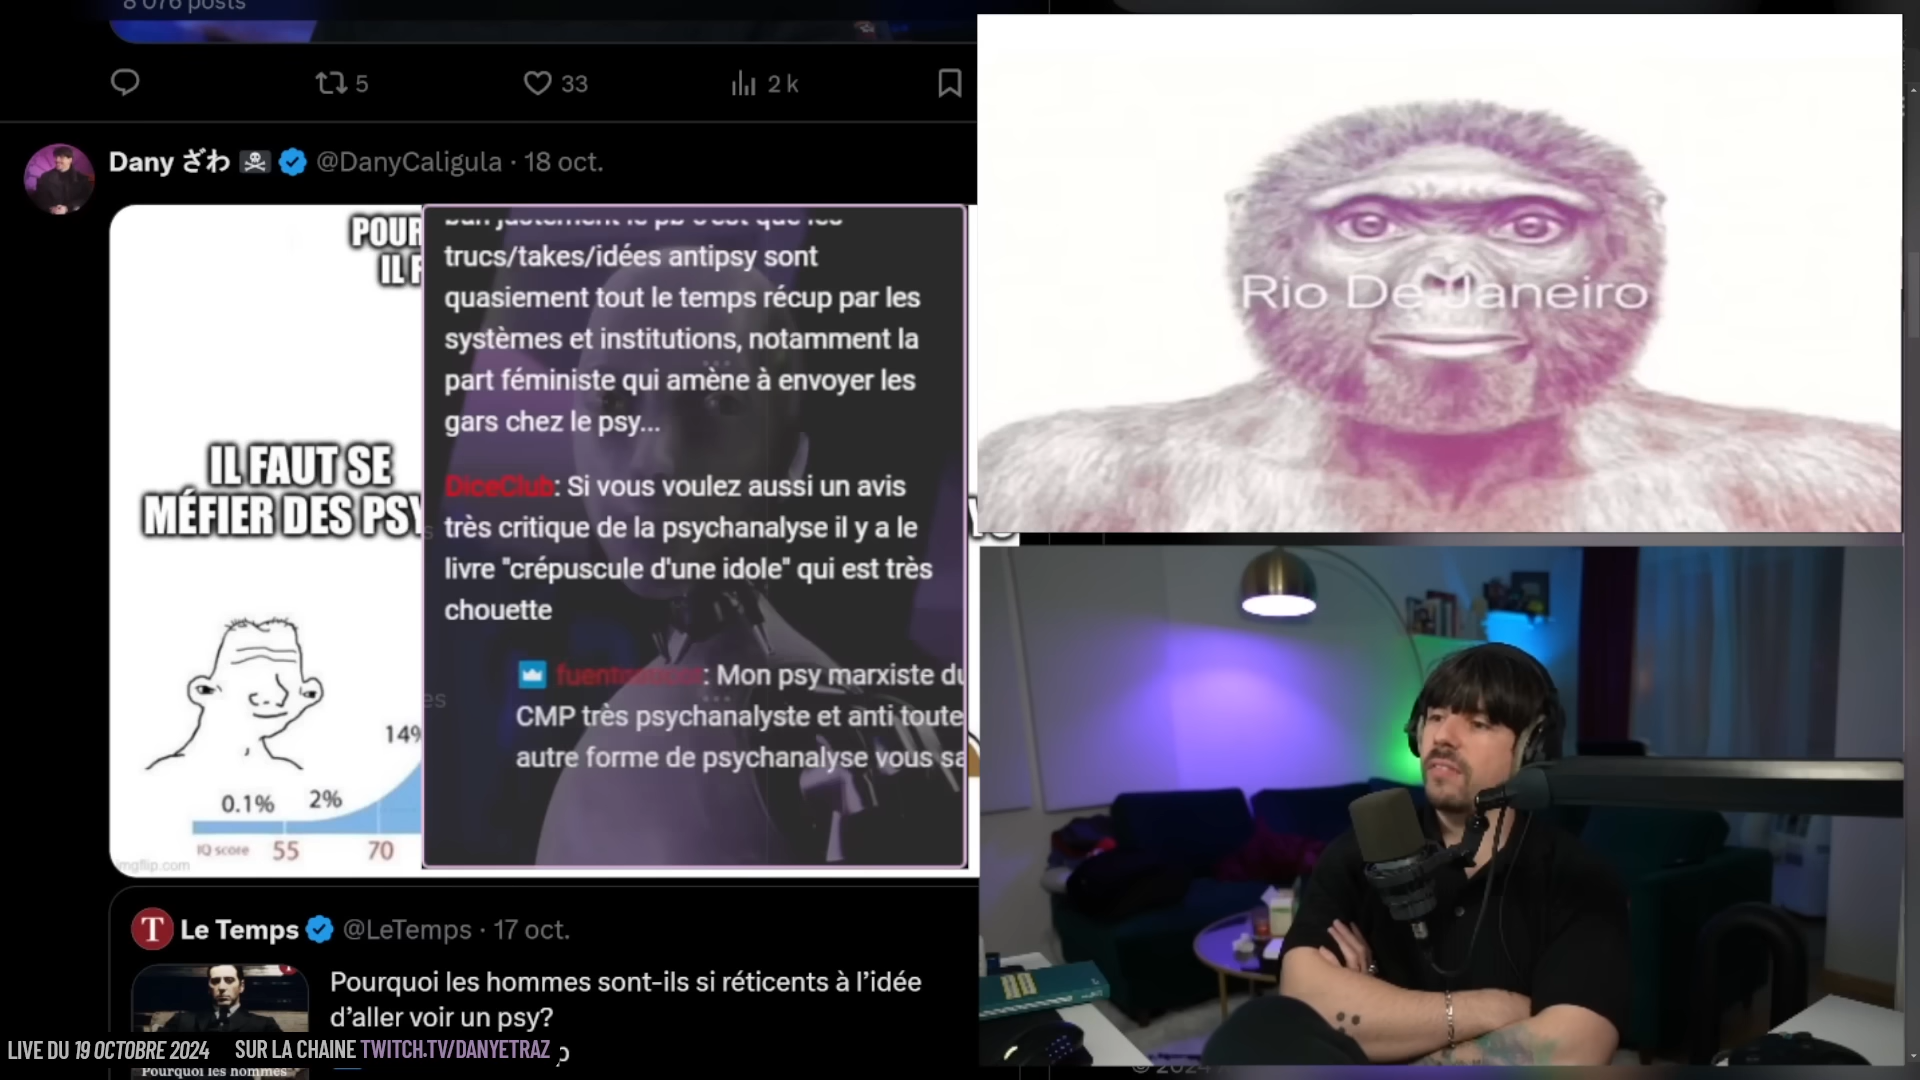 8 076 posts
5
33
2 k
Dany ざわ @DanyCaligula · 18 oct.
POUR
IL F
IL FAUT SE
MÉFIER DES PSY
14%
0.1%
2%
IQ score
55
70
imgflip.com
trucs/takes/idées antipsy sont
quasiement tout le temps récup par les
systèmes et institutions, notamment la
part féministe qui amène à envoyer les
gars chez le psy...
DiceClub: Si vous voulez aussi un avis
très critique de la psychanalyse il y a le
livre "crépuscule d'une idole" qui est très
chouette
: Mon psy marxiste du
CMP très psychanalyste et anti toute
autre forme de psychanalyse vous sa
Rio De Janeiro
Le Temps @LeTemps · 17 oct.
Pourquoi les hommes sont-ils si réticents à l'idée
d'aller voir un psy?
Pourquoi les hommes
LIVE DU 19 OCTOBRE 2024 SUR LA CHAINE TWITCH.TV/DANYETRAZ
© 2024